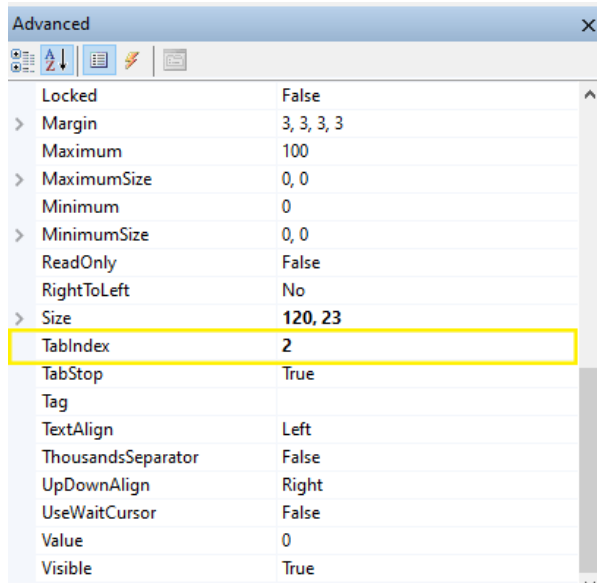 Advanced
Locked False
Margin 3, 3, 3, 3
Maximum 100
MaximumSize 0, 0
Minimum 0
MinimumSize 0, 0
ReadOnly False
RightToLeft No
Size 120, 23
TabIndex 2
TabStop True
Tag
TextAlign Left
ThousandsSeparator False
UpDownAlign Right
UseWaitCursor False
Value 0
Visible True